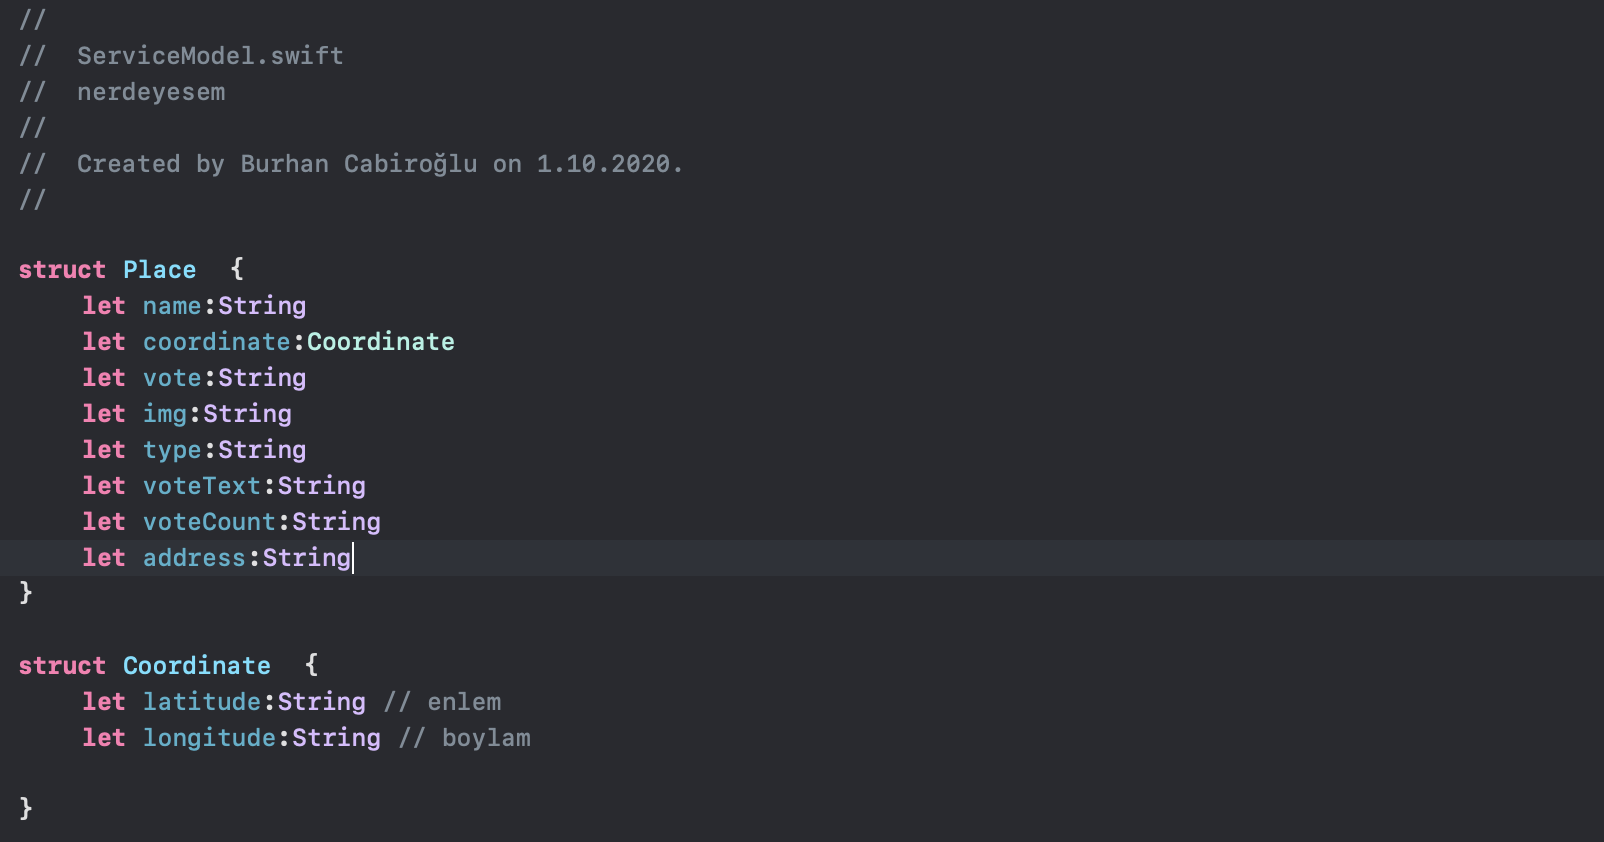 //
//  ServiceModel.swift
//  nerdeyesem
//
//  Created by Burhan Cabiroğlu on 1.10.2020.
//
struct Place  {
    let name:String
    let coordinate:Coordinate
    let vote:String
    let img:String
    let type:String
    let voteText:String
    let voteCount:String
    let address:String
}
struct Coordinate  {
    let latitude:String // enlem
    let longitude:String // boylam
}